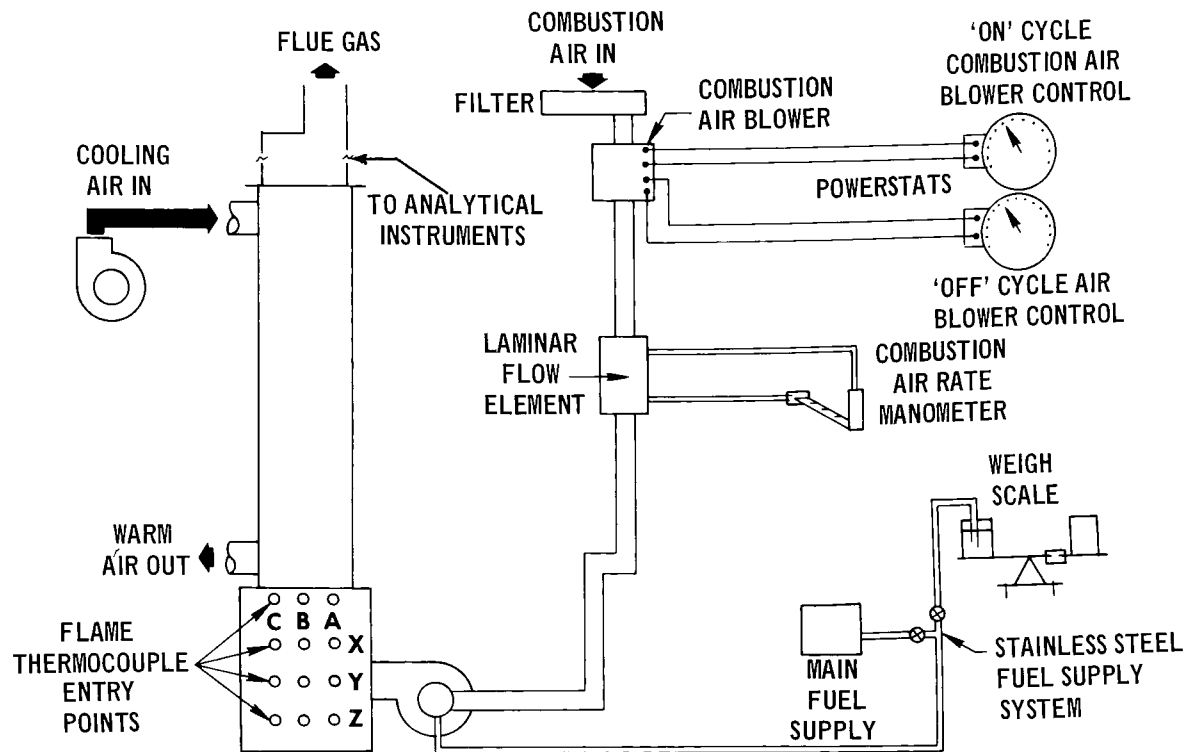 FLUE GAS
COOLING
AIR IN
TO ANALYTICAL
INSTRUMENTS
COMBUSTION
AIR IN
FILTER
COMBUSTION
AIR BLOWER
'ON' CYCLE
COMBUSTION AIR
BLOWER CONTROL
POWERSTATS
'OFF' CYCLE AIR
BLOWER CONTROL
LAMINAR
FLOW
ELEMENT
COMBUSTION
AIR RATE
MANOMETER
WEIGH
SCALE
WARM
AIR OUT
C B A
X
Y
Z
FLAME
THERMOCOUPLE
ENTRY
POINTS
MAIN
FUEL
SUPPLY
STAINLESS STEEL
FUEL SUPPLY
SYSTEM